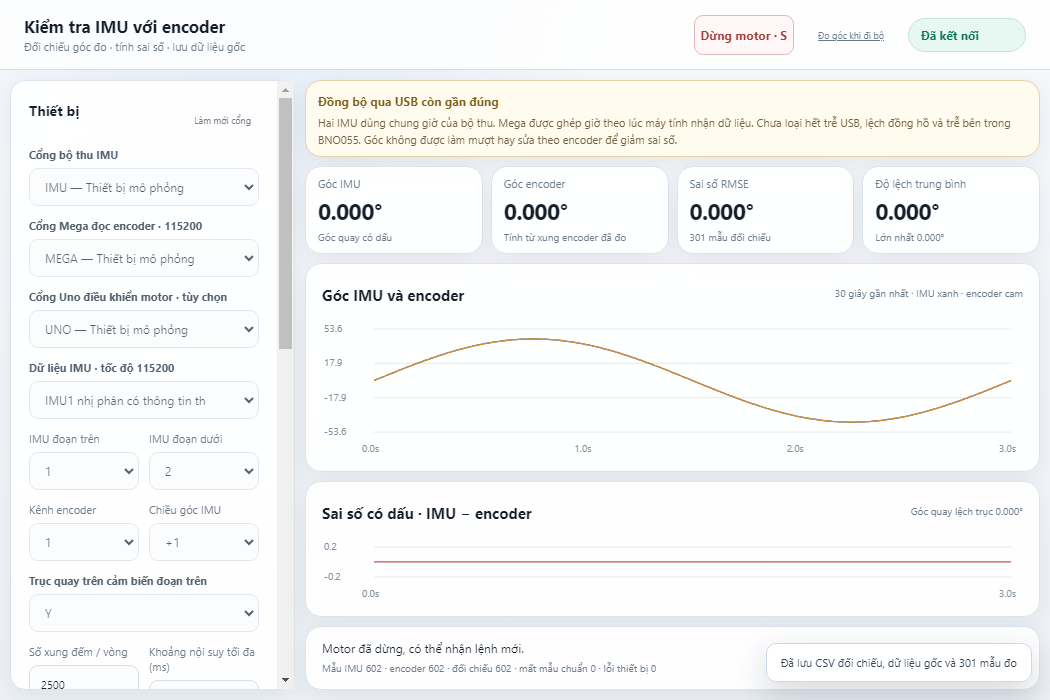 Kiểm tra IMU với encoder
Đối chiếu góc đo · tính sai số · lưu dữ liệu gốc
Dừng motor · S
Đo góc khi đi bộ
Đã kết nối
Thiết bị
Làm mới cổng
Cổng bộ thu IMU
IMU — Thiết bị mô phỏng
Cổng Mega đọc encoder · 115200
MEGA — Thiết bị mô phỏng
Cổng Uno điều khiển motor · tùy chọn
UNO — Thiết bị mô phỏng
Dữ liệu IMU · tốc độ 115200
IMU1 nhị phân có thông tin th
IMU đoạn trên
IMU đoạn dưới
1
2
Kênh encoder
Chiều góc IMU
1
+1
Trục quay trên cảm biến đoạn trên
Y
Số xung đếm / vòng
Khoảng nội suy tối đa
(ms)
2500
Đồng bộ qua USB còn gần đúng
Hai IMU dùng chung giờ của bộ thu. Mega được ghép giờ theo lúc máy tính nhận dữ liệu. Chưa loại hết trễ USB, lệch đồng hồ và trễ bên trong
BNO055. Góc không được làm mượt hay sửa theo encoder để giảm sai số.
Góc IMU
0.000°
Góc quay có dấu
Góc encoder
0.000°
Tính từ xung encoder đã đo
Sai số RMSE
0.000°
301 mẫu đối chiếu
Độ lệch trung bình
0.000°
Lớn nhất 0.000°
Góc IMU và encoder
30 giây gần nhất · IMU xanh · encoder cam
53.6
17.9
-17.9
-53.6
0.0s
1.0s
2.0s
3.0s
Sai số có dấu · IMU − encoder
Góc quay lệch trục 0.000°
0.2
-0.2
0.0s
3.0s
Motor đã dừng, có thể nhận lệnh mới.
Mẫu IMU 602 · encoder 602 · đối chiếu 602 · mất mẫu chuẩn 0 · lỗi thiết bị 0
Đã lưu CSV đối chiếu, dữ liệu gốc và 301 mẫu đo